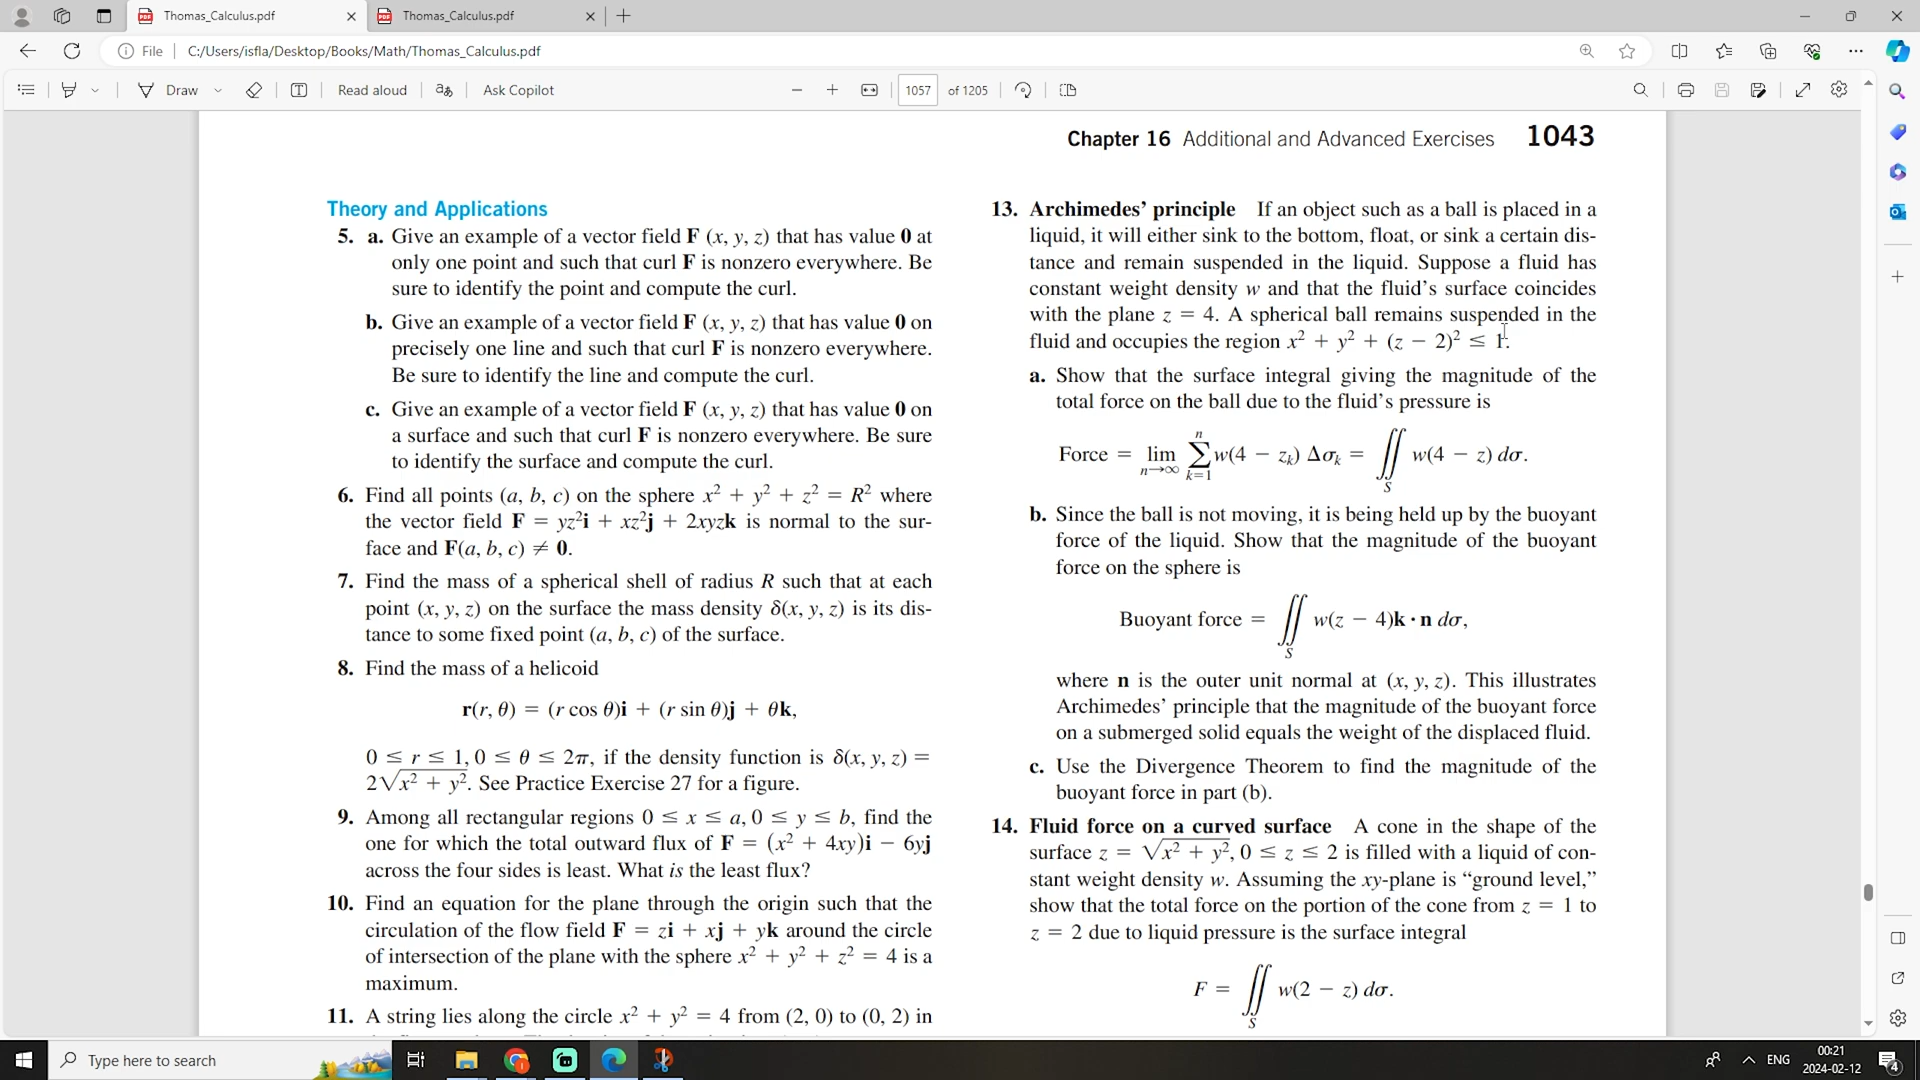 Thomas_Calculus.pdf
Thomas_Calculus.pdf
File
C:/Users/isfla/Desktop/Books/Math/Thomas_Calculus.pdf
Draw
Read aloud
aあ
Ask Copilot
1057 of 1205
Chapter 16 Additional and Advanced Exercises 1043
Theory and Applications
5. a. Give an example of a vector field F (x, y, z) that has value 0 at
only one point and such that curl F is nonzero everywhere. Be
sure to identify the point and compute the curl.
b. Give an example of a vector field F (x, y, z) that has value 0 on
precisely one line and such that curl F is nonzero everywhere.
Be sure to identify the line and compute the curl.
c. Give an example of a vector field F (x, y, z) that has value 0 on
a surface and such that curl F is nonzero everywhere. Be sure
to identify the surface and compute the curl.
6. Find all points (a, b, c) on the sphere x² + y² + z² = R² where
the vector field F = yz²i + xz²j + 2xyzk is normal to the sur-
face and F(a, b, c) ≠ 0.
7. Find the mass of a spherical shell of radius R such that at each
point (x, y, z) on the surface the mass density δ(x, y, z) is its dis-
tance to some fixed point (a, b, c) of the surface.
8. Find the mass of a helicoid
r(r, θ) = (r cos θ)i + (r sin θ)j + θk,
0 ≤ r ≤ 1, 0 ≤ θ ≤ 2π, if the density function is δ(x, y, z) =
2√x² + y². See Practice Exercise 27 for a figure.
9. Among all rectangular regions 0 ≤ x ≤ a, 0 ≤ y ≤ b, find the
one for which the total outward flux of F = (x² + 4xy)i − 6yj
across the four sides is least. What is the least flux?
10. Find an equation for the plane through the origin such that the
circulation of the flow field F = zi + xj + yk around the circle
of intersection of the plane with the sphere x² + y² + z² = 4 is a
maximum.
11. A string lies along the circle x² + y² = 4 from (2, 0) to (0, 2) in
13. Archimedes' principle If an object such as a ball is placed in a
liquid, it will either sink to the bottom, float, or sink a certain dis-
tance and remain suspended in the liquid. Suppose a fluid has
constant weight density w and that the fluid's surface coincides
with the plane z = 4. A spherical ball remains suspended in the
fluid and occupies the region x² + y² + (z − 2)² ≤ 1.
a. Show that the surface integral giving the magnitude of the
total force on the ball due to the fluid's pressure is
Force = lim n→∞ n ∑ k=1 w(4 − zₖ) Δσₖ = ∬ S w(4 − z) dσ.
b. Since the ball is not moving, it is being held up by the buoyant
force of the liquid. Show that the magnitude of the buoyant
force on the sphere is
Buoyant force = ∬ S w(z − 4)k · n dσ,
where n is the outer unit normal at (x, y, z). This illustrates
Archimedes' principle that the magnitude of the buoyant force
on a submerged solid equals the weight of the displaced fluid.
c. Use the Divergence Theorem to find the magnitude of the
buoyant force in part (b).
14. Fluid force on a curved surface A cone in the shape of the
surface z = √x² + y², 0 ≤ z ≤ 2 is filled with a liquid of con-
stant weight density w. Assuming the xy-plane is “ground level,”
show that the total force on the portion of the cone from z = 1 to
z = 2 due to liquid pressure is the surface integral
F = ∬ S w(2 − z) dσ.
Type here to search
ENG
00:21
2024-02-12
4